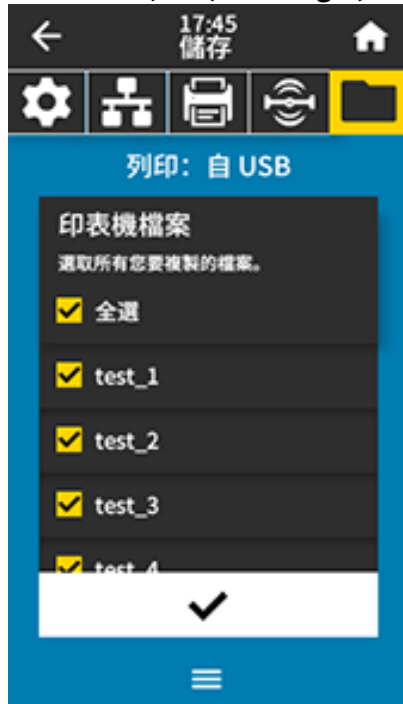 17:45
儲存
列印：自 USB
印表機檔案
選取所有您要複製的檔案。
全選
test_1
test_2
test_3
test_4